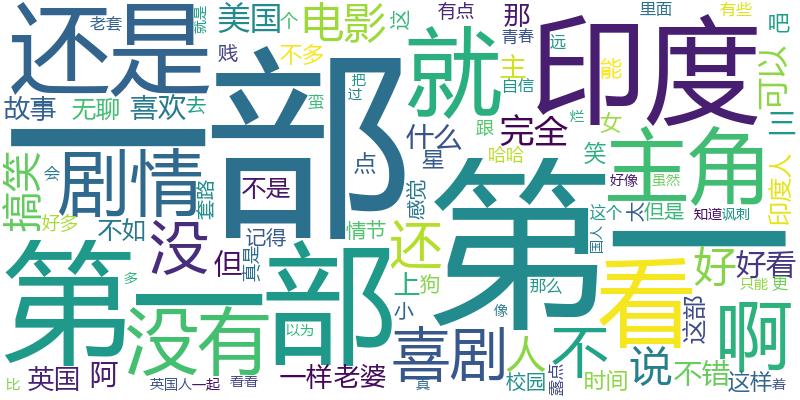 还是
老套
就是
美国
个
电影
这
有点
那
青春
里面
有些
吧
可以
三
贬
不多
一部
就
主
自信
远
能
印度
故事
无聊
喜欢
去
把
过
蛮
什么
星
跟
完全
烂
女
搞笑
会
剧情
套路
不是
点
感觉
哈哈
笑
好像
虽然
主角
印度人
好多
不如
没
但
真是
记得
情节
还
第一
这个
国人
太
但是
知道
讽刺
第一部
多
上
狗
小
像
那么
看
好
好看
只能
更
没有
以为
喜剧
人
不
说
这部
啊
比
英国
阿
英国人
一起
看看
一样
老婆
真
校园
露点
时间
不错
这样
着